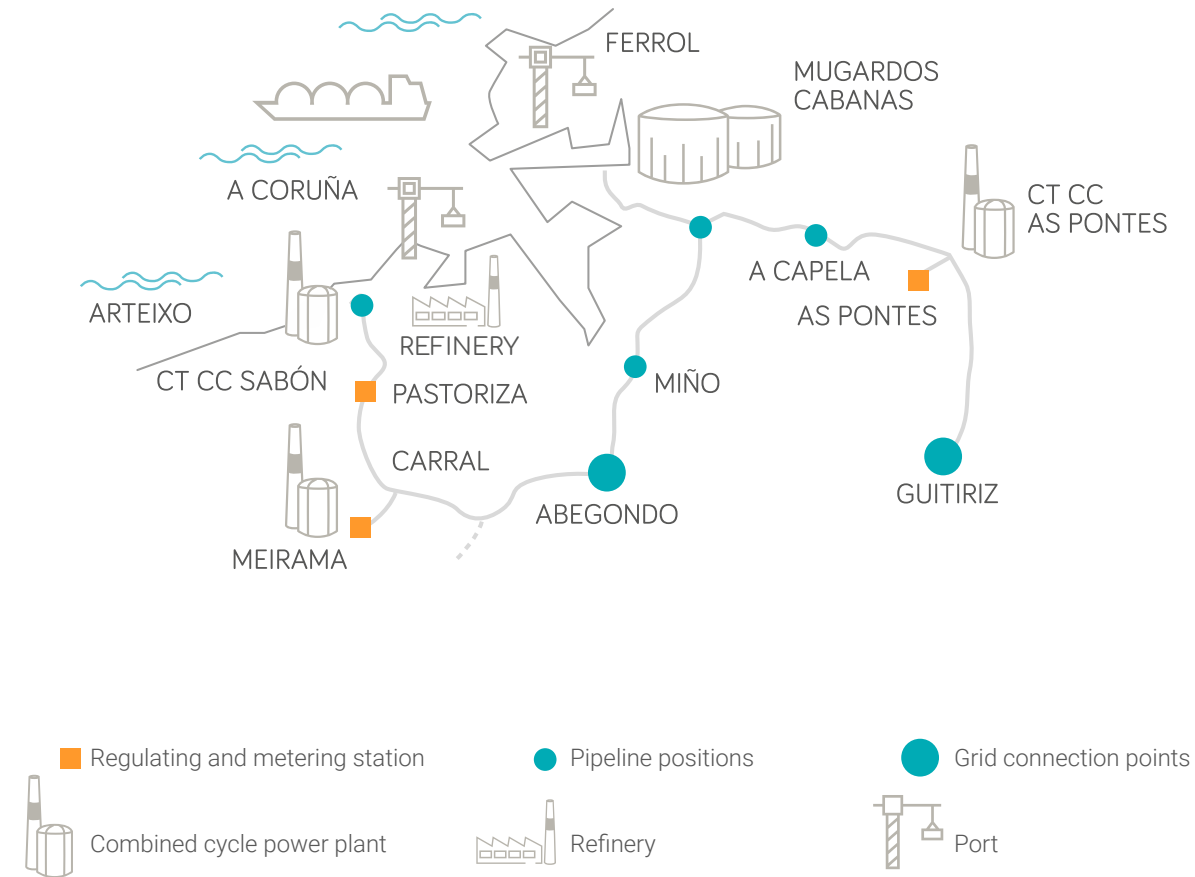 FERROL
MUGARDOS
CABANAS
A CORUÑA
CT CC
AS PONTES
A CAPELA
ARTEIXO
AS PONTES
REFINERY
CT CC SABÓN
PASTORIZA
MIÑO
CARRAL
GUITIRIZ
ABEGONDO
MEIRAMA
Regulating and metering station
Pipeline positions
Grid connection points
Combined cycle power plant
Refinery
Port